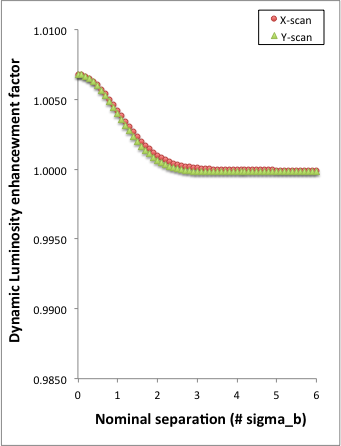 X-scan
Y-scan
1.0100
1.0050
1.0000
0.9950
0.9900
0.9850
Dynamic Luminosity enhancewment factor
0 1 2 3 4 5 6
Nominal separation (# sigma_b)